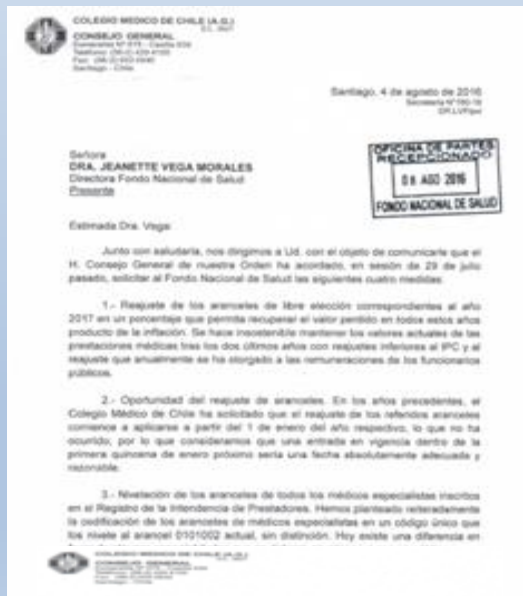 COLEGIO MEDICO DE CHILE (A.G.)
CONSEJO GENERAL
Santiago - Chile
Santiago, 4 de agosto de 2016
Señora
DRA. JEANETTE VEGA MORALES
Directora Fondo Nacional de Salud
Presente
OFICINA DE PARTES
RECEPCIONADO
08 AGO 2016
FONDO NACIONAL DE SALUD
Estimada Dra. Vega:
Junto con saludarla, nos dirigimos a Ud. con el objeto de comunicarle que el
H. Consejo General de nuestra Orden ha acordado, en sesión de 29 de julio
pasado, solicitar al Fondo Nacional de Salud las siguientes cuatro medidas:
1.- Reajuste de los aranceles de libre elección correspondientes al año
2017 en un porcentaje que permita recuperar el valor perdido en todos estos años
producto de la inflación. Se hace insostenible mantener los valores actuales de las
prestaciones médicas tras los dos últimos años con reajustes inferiores al IPC y al
reajuste que anualmente se ha otorgado a las remuneraciones de los funcionarios
públicos.
2.- Oportunidad del reajuste de aranceles. En los años precedentes, el
Colegio Médico de Chile ha solicitado que el reajuste de los referidos aranceles
comience a aplicarse a partir del 1 de enero del año respectivo, lo que no ha
ocurrido, por lo que consideramos que una entrada en vigencia dentro de la
primera quincena de enero próximo sería una fecha absolutamente adecuada y
razonable.
3.- Nivelación de los aranceles de todos los médicos especialistas inscritos
en el Registro de la Intendencia de Prestadores. Hemos planteado reiteradamente
la codificación de los aranceles de médicos especialistas en un código único que
los nivele al arancel 0101002 actual, sin distinción. Hoy existe una diferencia en
COLEGIO MEDICO DE CHILE (A.G.)
CONSEJO GENERAL